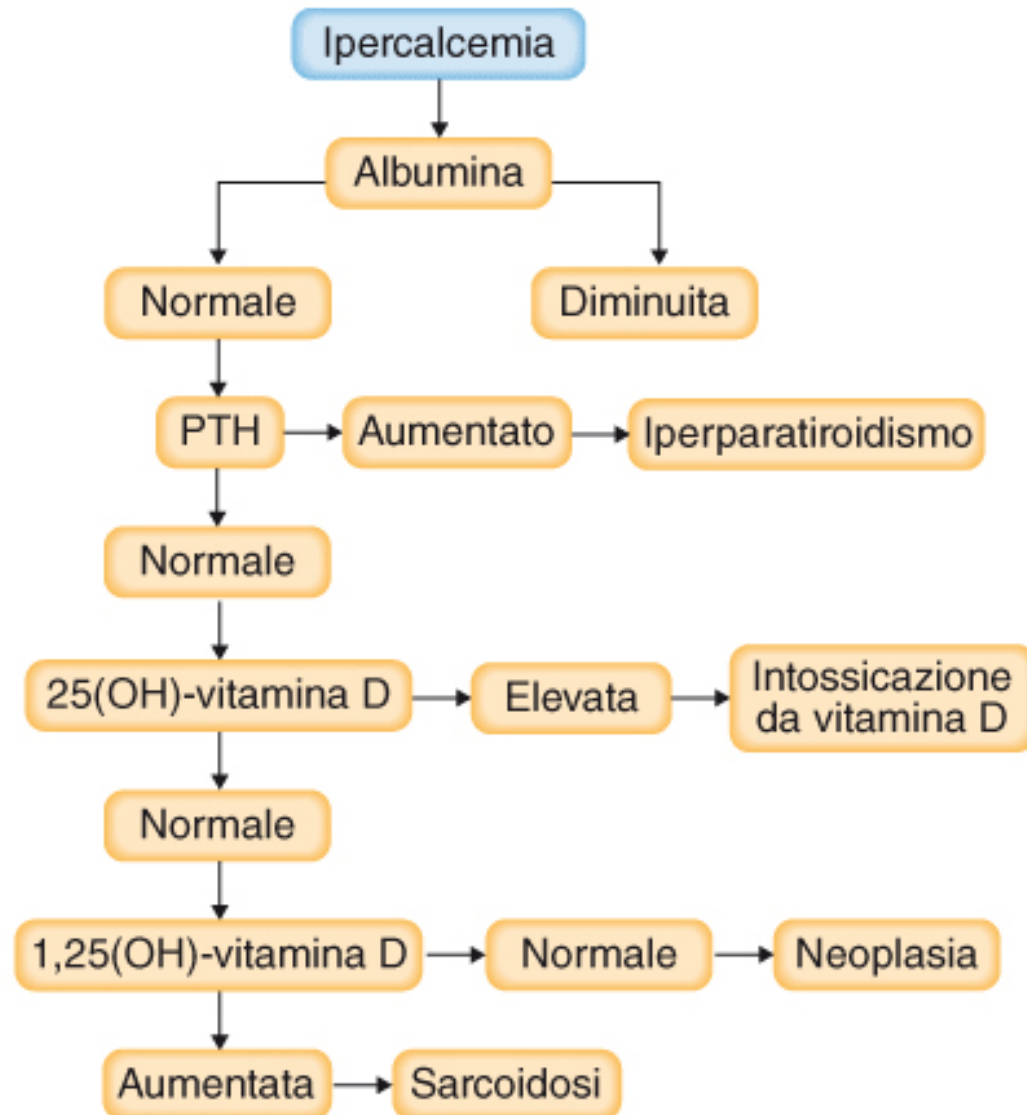 Ipercalcemia
Albumina
Normale
Diminuita
PTH
Aumentato
Iperparatiroidismo
Normale
25(OH)-vitamina D
Elevata
Intossicazione
da vitamina D
Normale
1,25(OH)-vitamina D
Normale
Neoplasia
Aumentata
Sarcoidosi